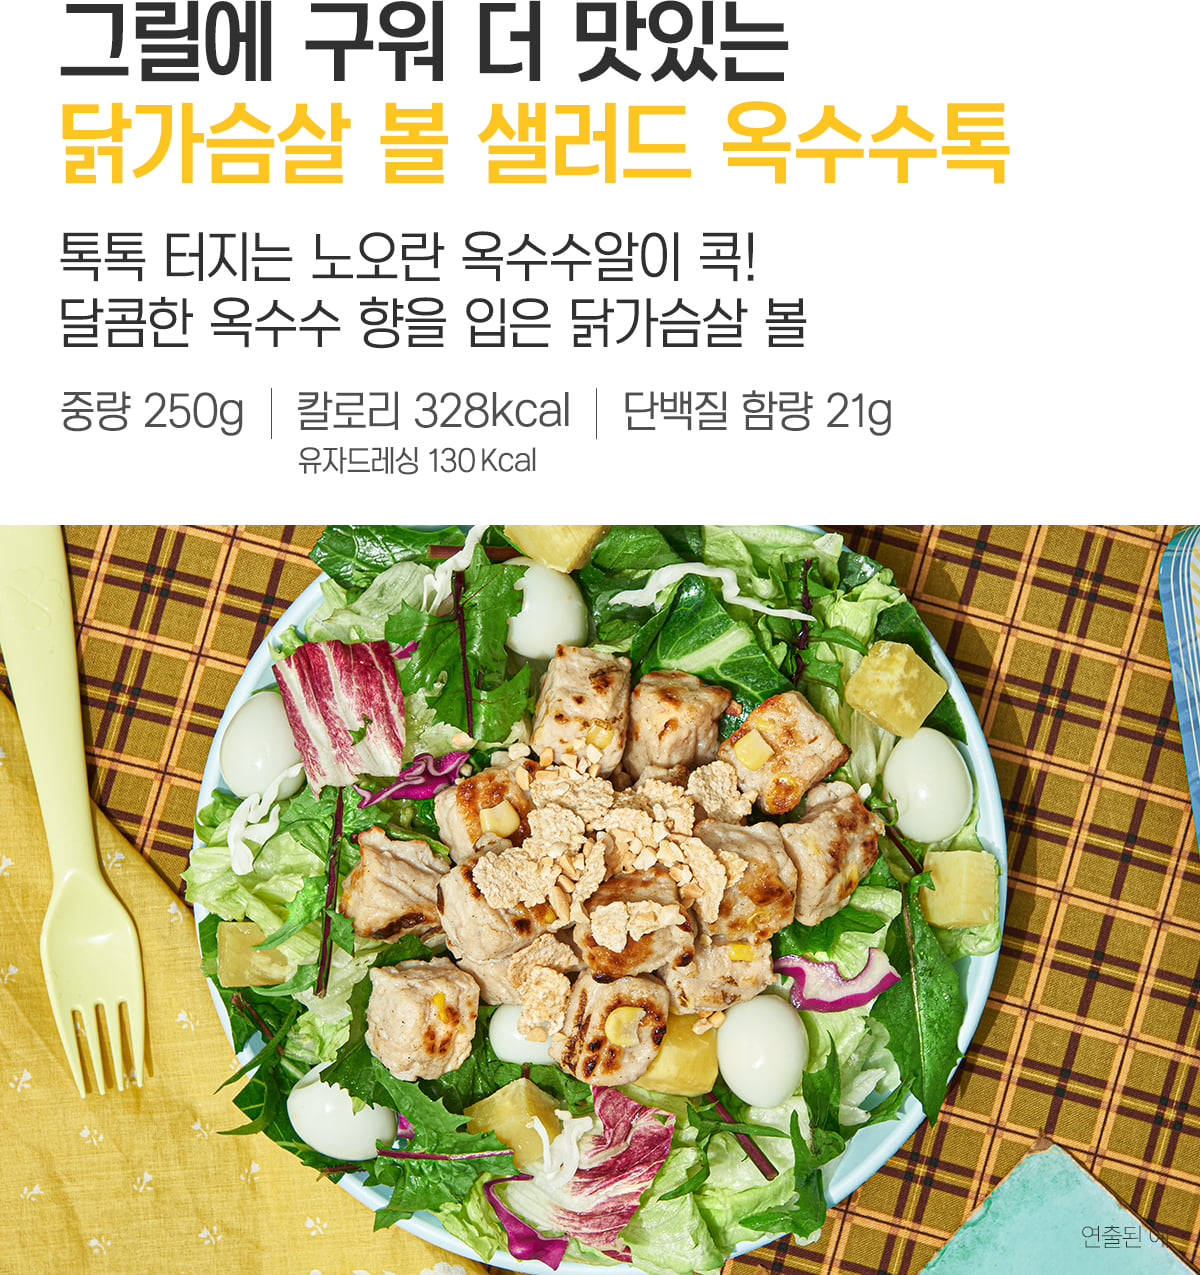 그릴에 구워 더 맛있는
닭가슴살 볼 샐러드 옥수수톡
톡톡 터지는 노오란 옥수수알이 콕!
달콤한 옥수수 향을 입은 닭가슴살 볼
중량 250g | 칼로리 328kcal | 단백질 함량 21g
유자드레싱 130 Kcal
연출된